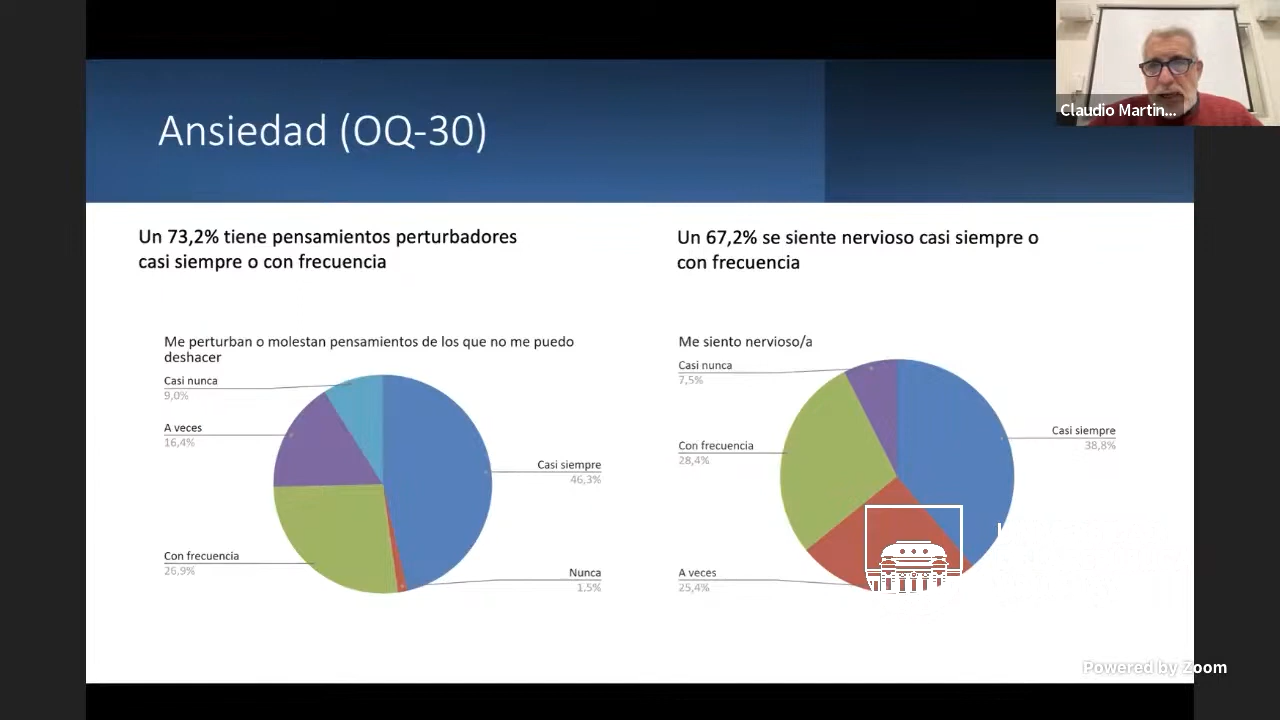 Ansiedad (OQ-30)
Claudio Martin...
Un 73,2% tiene pensamientos perturbadores
casi siempre o con frecuencia
Un 67,2% se siente nervioso casi siempre o
con frecuencia
Me perturban o molestan pensamientos de los que no me puedo
deshacer
Casi nunca
9,0%
A veces
16,4%
Casi siempre
46,3%
Con frecuencia
26,9%
Nunca
1,5%
Me siento nervioso/a
Casi nunca
7,5%
Casi siempre
38,8%
Con frecuencia
28,4%
A veces
25,4%
Powered by Zoom